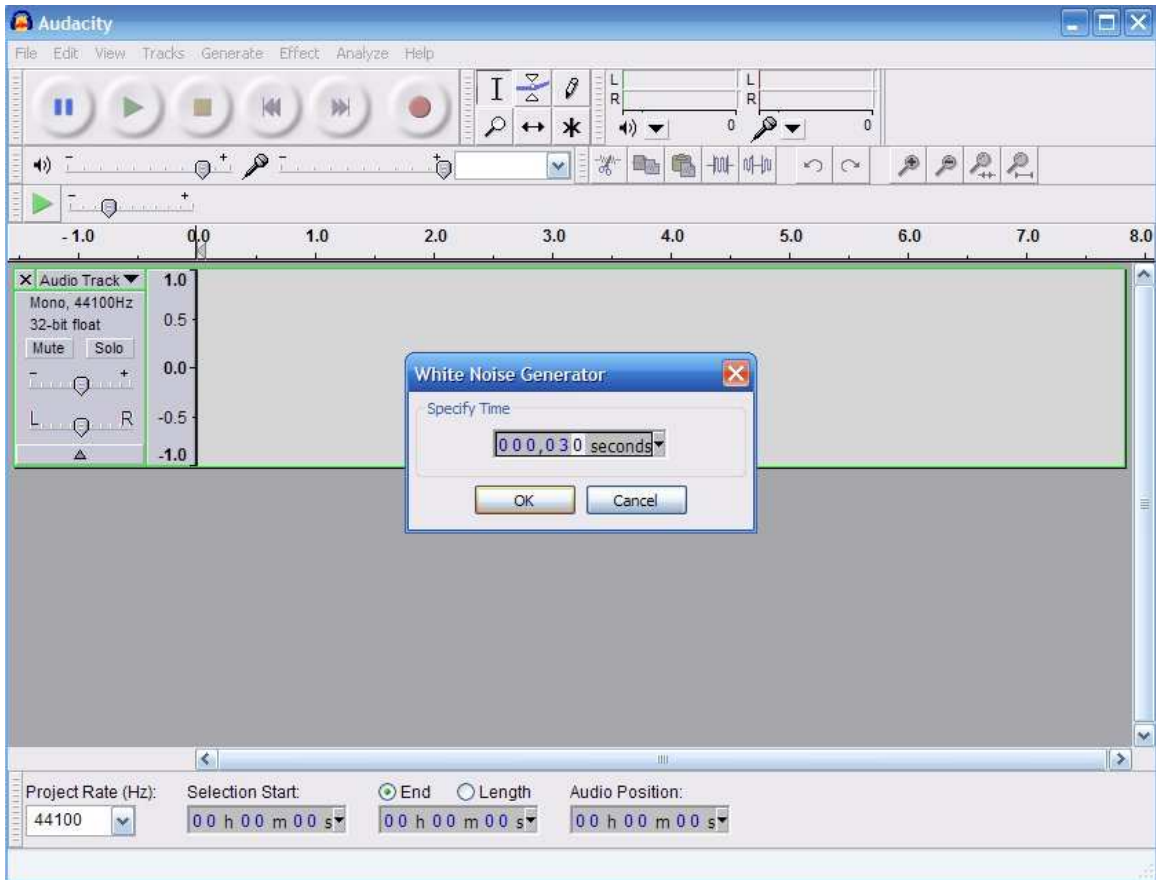 Audacity
File Edit View Tracks Generate Effect Analyze Help
L
R
0
L
R
0
- +
- +
- +
- 1.0 0.0 1.0 2.0 3.0 4.0 5.0 6.0 7.0 8.0
Audio Track
Mono, 44100Hz
32-bit float
Mute Solo
- +
L R
1.0
0.5
0.0
-0.5
-1.0
White Noise Generator
Specify Time
000,030 seconds
OK Cancel
Project Rate (Hz): Selection Start: End Length Audio Position:
44100 00 h 00 m 00 s 00 h 00 m 00 s 00 h 00 m 00 s